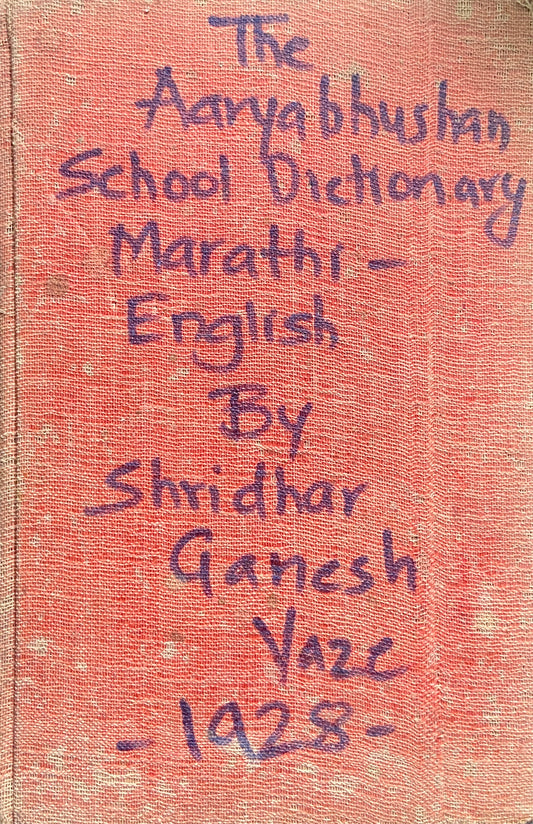 The
Aaryabhushan
School Dictionary
Marathi -
English
By
Shridhar
Ganesh
Vaze
- 1928 -